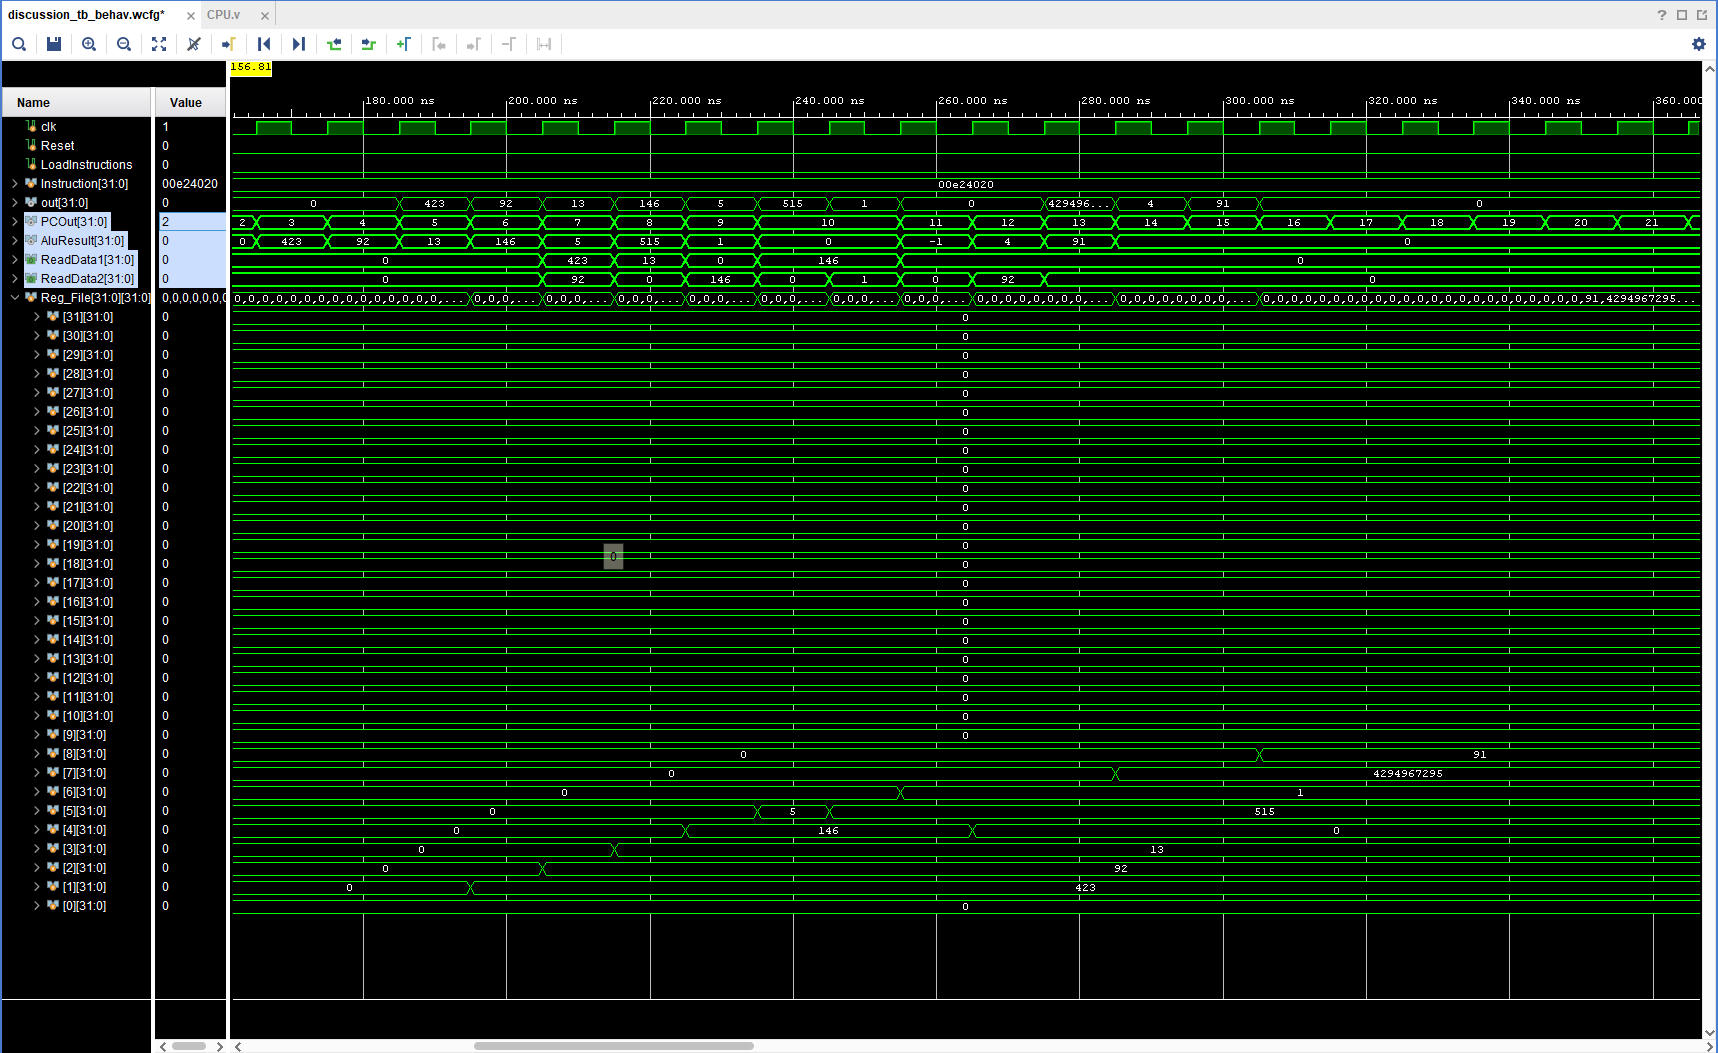 discussion_tb_behav.wcfg* × CPU.v ×
156.81
Name Value
180.000 ns 200.000 ns 220.000 ns 240.000 ns 260.000 ns 280.000 ns 300.000 ns 320.000 ns 340.000 ns 360.000
clk 1
Reset 0
LoadInstructions 0
Instruction[31:0] 00e24020 00e24020
out[31:0] 0 0 423 92 13 146 5 515 1 0 429496... 4 91 0
PCOut[31:0] 2 2 3 4 5 6 7 8 9 10 11 12 13 14 15 16 17 18 19 20 21
AluResult[31:0] 0 0 423 92 13 146 5 515 1 0 -1 4 91 0
ReadData1[31:0] 0 0 423 13 0 146 0
ReadData2[31:0] 0 0 92 0 146 0 1 0 92 0
Reg_File[31:0][31:0] 0,0,0,0,0,0,0 0,0,0,0,0,0,0,0,0,0,0,0,0,0,0,0,... 0,0,0,... 0,0,0,... 0,0,0,... 0,0,0,... 0,0,0,... 0,0,0,... 0,0,0,... 0,0,0,0,0,0,0,0,0,0,... 0,0,0,0,0,0,0,0,0,0,... 0,0,0,0,0,0,0,0,0,0,0,0,0,0,0,0,0,0,0,0,0,0,0,91,4294967295...
[31][31:0] 0 0
[30][31:0] 0 0
[29][31:0] 0 0
[28][31:0] 0 0
[27][31:0] 0 0
[26][31:0] 0 0
[25][31:0] 0 0
[24][31:0] 0 0
[23][31:0] 0 0
[22][31:0] 0 0
[21][31:0] 0 0
[20][31:0] 0 0
[19][31:0] 0 0
0
[18][31:0] 0 0
[17][31:0] 0 0
[16][31:0] 0 0
[15][31:0] 0 0
[14][31:0] 0 0
[13][31:0] 0 0
[12][31:0] 0 0
[11][31:0] 0 0
[10][31:0] 0 0
[9][31:0] 0 0
[8][31:0] 0 0 91
[7][31:0] 0 0 4294967295
[6][31:0] 0 0 1
[5][31:0] 0 0 5 515
[4][31:0] 0 0 146 0
[3][31:0] 0 0 13
[2][31:0] 0 0 92
[1][31:0] 0 0 423
[0][31:0] 0 0